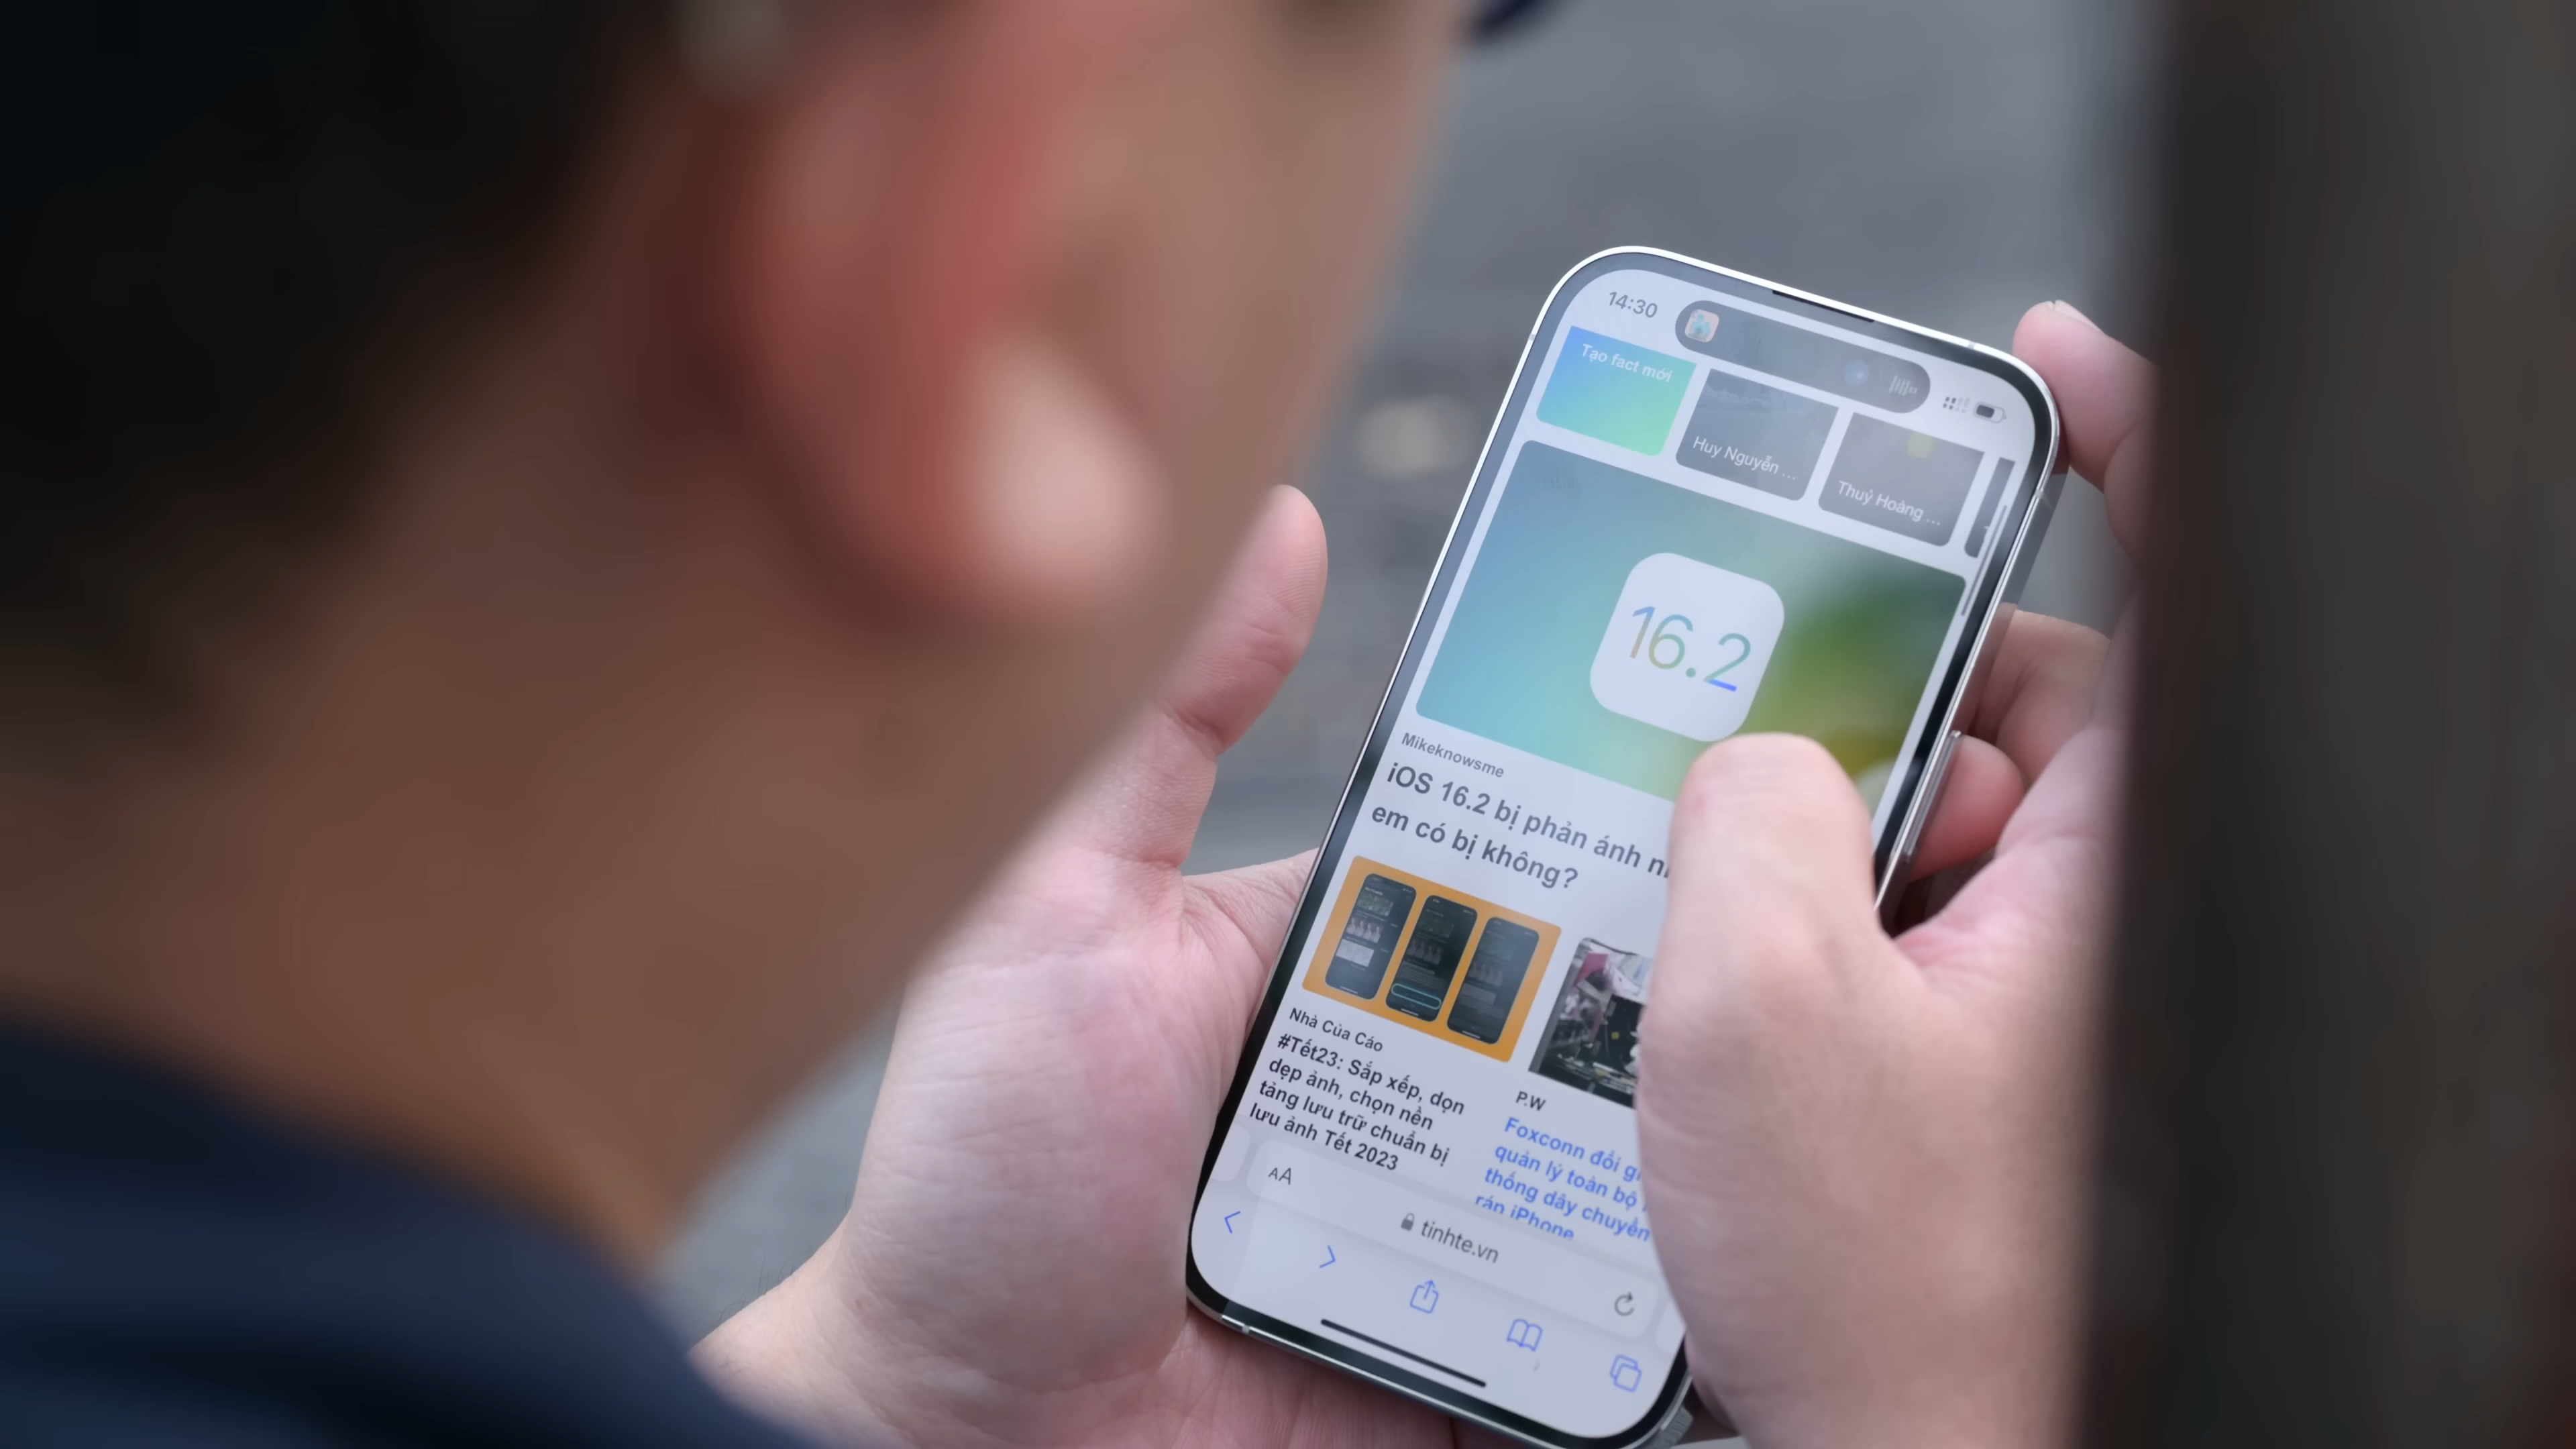 14:30
Tạo fact mới
Huy Nguyễn ...
Thuỷ Hoàng ...
16.2
Mikeknowsme
iOS 16.2 bị phản ánh
em có bị không?
Nhà Của Cáo
#Tết23: Sắp xếp, dọn
dẹp ảnh, chọn nền
tảng lưu trữ chuẩn bị
lưu ảnh Tết 2023
P.W
Foxconn đổi
quản lý toàn bộ
thống dây chuyền
ráp iPhone
AA
tinhte.vn